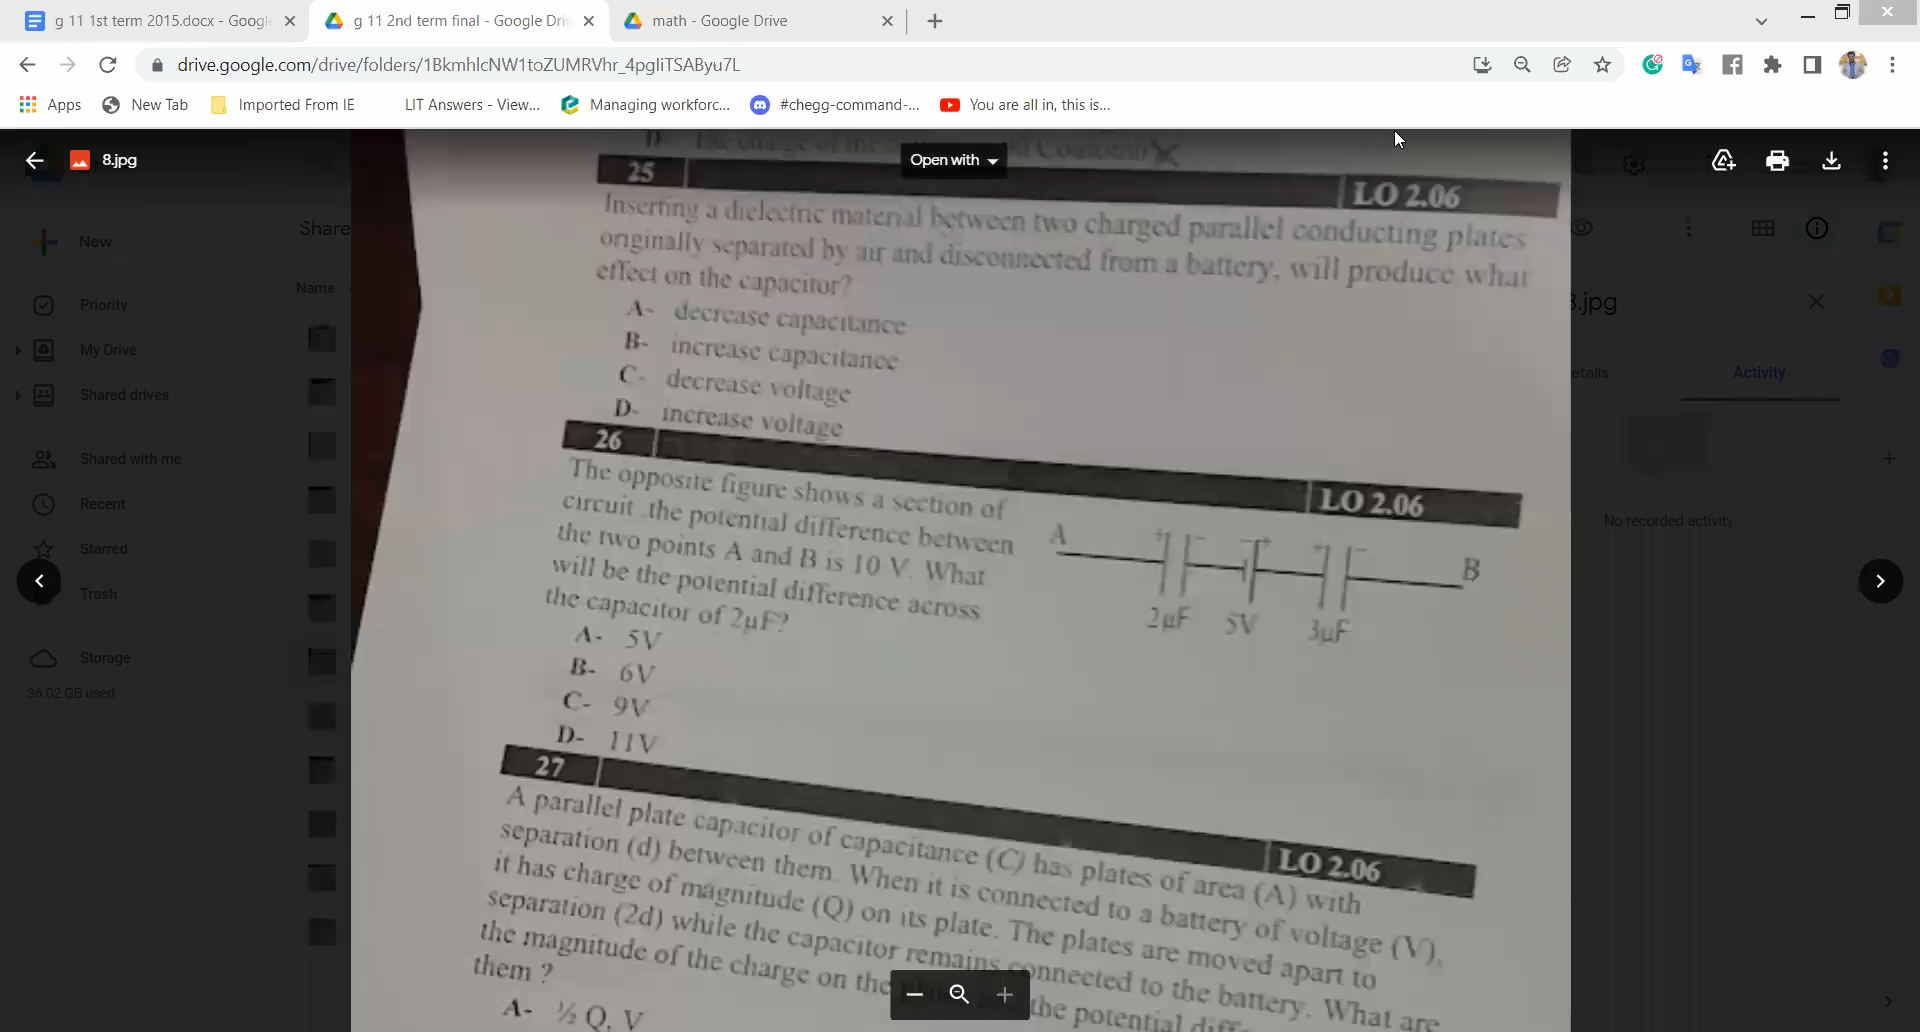 g 11 1st term 2015.docx - Googl
g 11 2nd term final - Google Dri
math - Google Drive
drive.google.com/drive/folders/1BkmhlcNW1toZUMRVhr_4pgIiTSAByu7L
Apps
New Tab
Imported From IE
LIT Answers - View...
Managing workforc...
#chegg-command-...
You are all in, this is...
8.jpg
Open with
25 LO 2.06
Inserting a dielectric material between two charged parallel conducting plates
originally separated by air and disconnected from a battery, will produce what
effect on the capacitor?
A- decrease capacitance
B- increase capacitance
C- decrease voltage
D- increase voltage
26 LO 2.06
The opposite figure shows a section of
circuit .the potential difference between
the two points A and B is 10 V. What
will be the potential difference across
the capacitor of 2μF?
A- 5V
B- 6V
C- 9V
D- 11V
A
B
2μF 5V 3μF
27 LO 2.06
A parallel plate capacitor of capacitance (C) has plates of area (A) with
separation (d) between them. When it is connected to a battery of voltage (V),
it has charge of magnitude (Q) on its plate. The plates are moved apart to
separation (2d) while the capacitor remains connected to the battery. What are
the magnitude of the charge on the the potential
them ?
A- ½ Q, V
New
Priority
My Drive
Shared drives
Shared with me
Recent
Starred
Trash
Storage
36.02 GB used
Share
Name
8.jpg
etails
Activity
No recorded activity